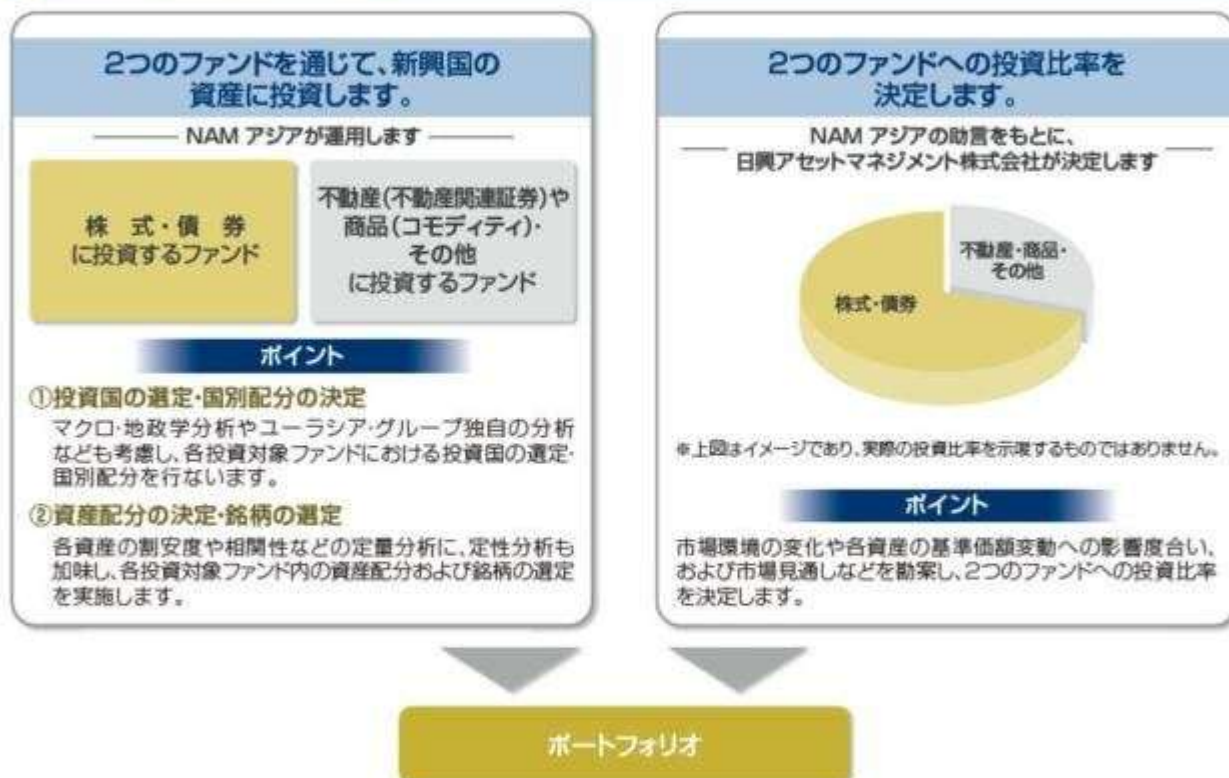 2つのファンドを通じて、新興国の
資産に投資します。
NAM アジアが運用します
株 式・債 券
に投資するファンド
不動産(不動産関連証券)や
商品(コモディティ)・
その他
に投資するファンド
ポイント
①投資国の選定・国別配分の決定
マクロ・地政学分析やユーラシア・グループ独自の分析
なども考慮し、各投資対象ファンドにおける投資国の選定・
国別配分を行ないます。
②資産配分の決定・銘柄の選定
各資産の割安度や相関性などの定量分析に、定性分析も
加味し、各投資対象ファンド内の資産配分および銘柄の選定
を実施します。
2つのファンドへの投資比率を
決定します。
NAM アジアの助言をもとに、
日興アセットマネジメント株式会社が決定します
不動産・商品・
その他
株式・債券
※上図はイメージであり、実際の投資比率を示唆するものではありません。
ポイント
市場環境の変化や各資産の基準価額変動への影響度合い、
および市場見通しなどを勘案し、2つのファンドへの投資比率
を決定します。
ポートフォリオ